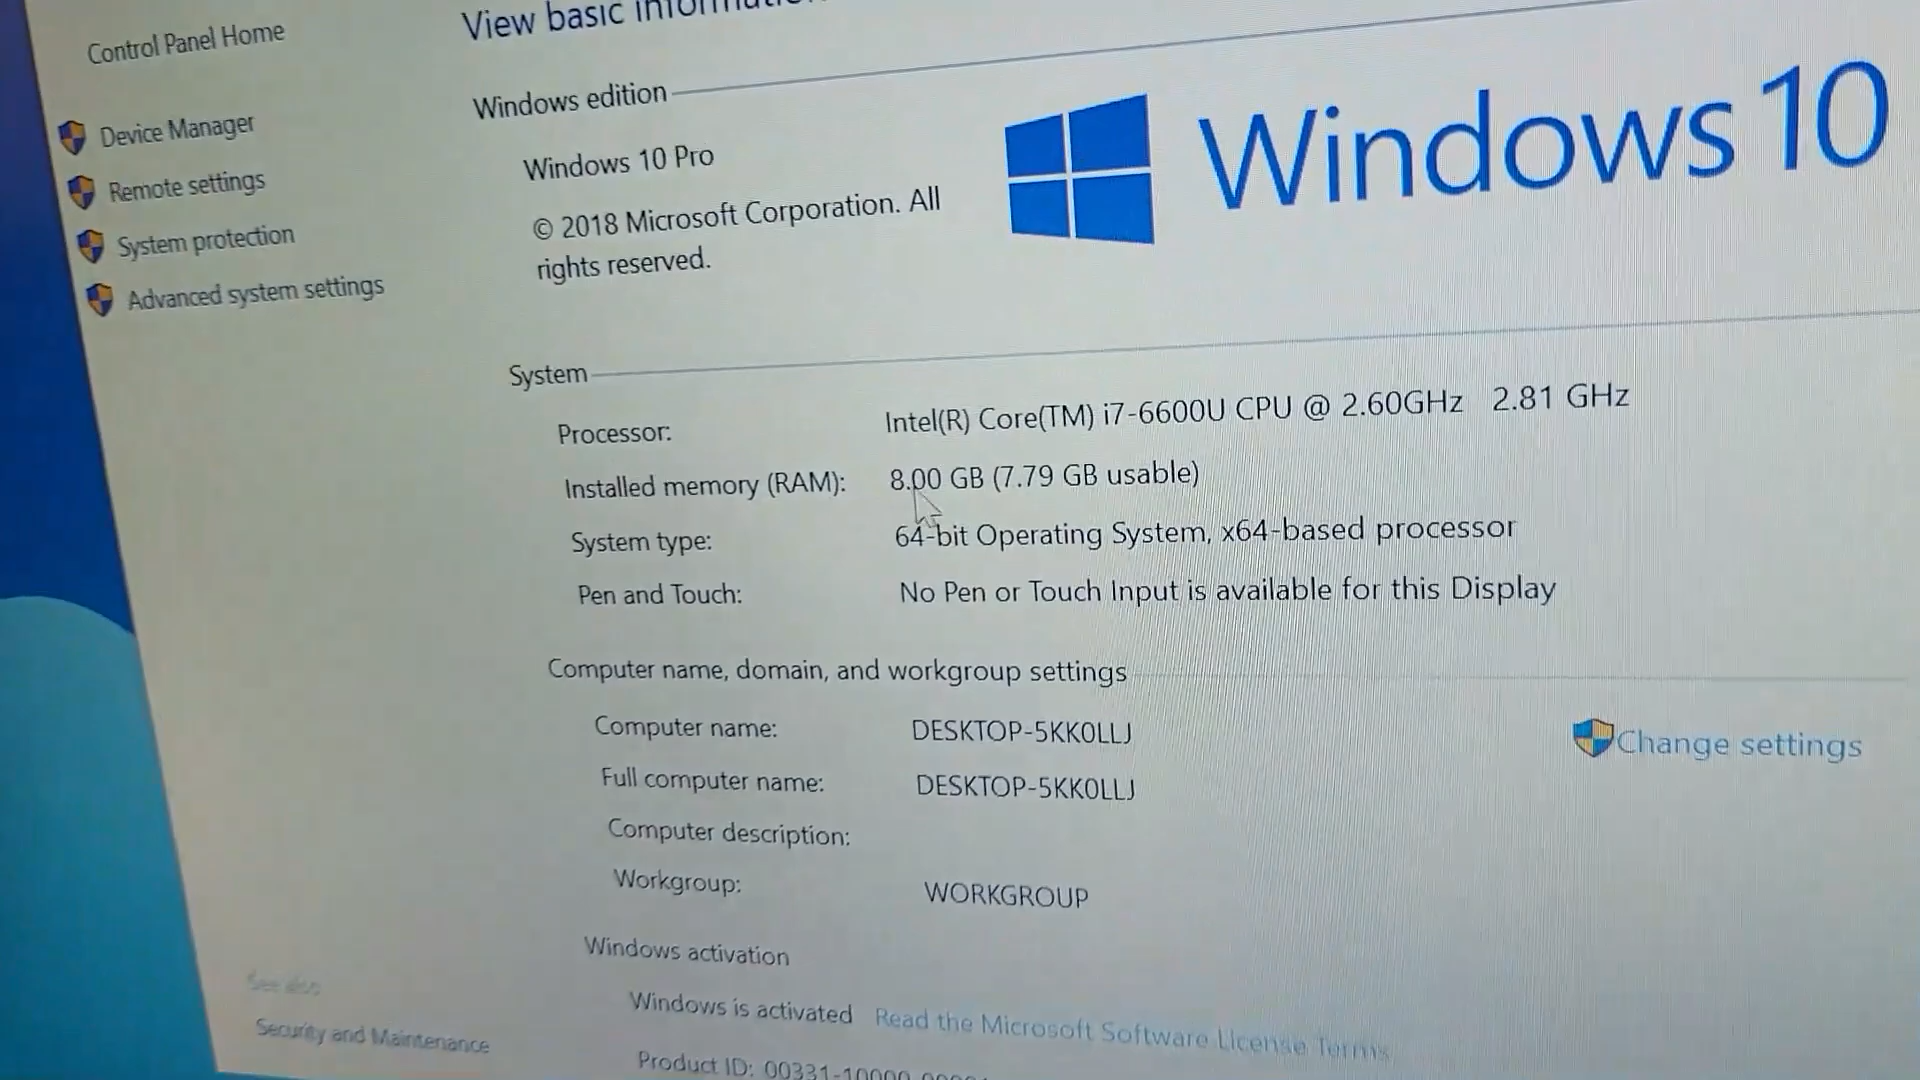 Control Panel Home
Device Manager
Remote settings
System protection
Advanced system settings
View basic
Windows edition
Windows 10 Pro
© 2018 Microsoft Corporation. All
rights reserved.
Windows 10
System
Processor: Intel(R) Core(TM) i7-6600U CPU @ 2.60GHz 2.81 GHz
Installed memory (RAM): 8.00 GB (7.79 GB usable)
System type: 64-bit Operating System, x64-based processor
Pen and Touch: No Pen or Touch Input is available for this Display
Computer name, domain, and workgroup settings
Computer name: DESKTOP-5KK0LLJ
Change settings
Full computer name: DESKTOP-5KK0LLJ
Computer description:
Workgroup: WORKGROUP
Windows activation
Windows is activated Read the Microsoft Software License Terms
Product ID: 00331-10000-
See also
Security and Maintenance